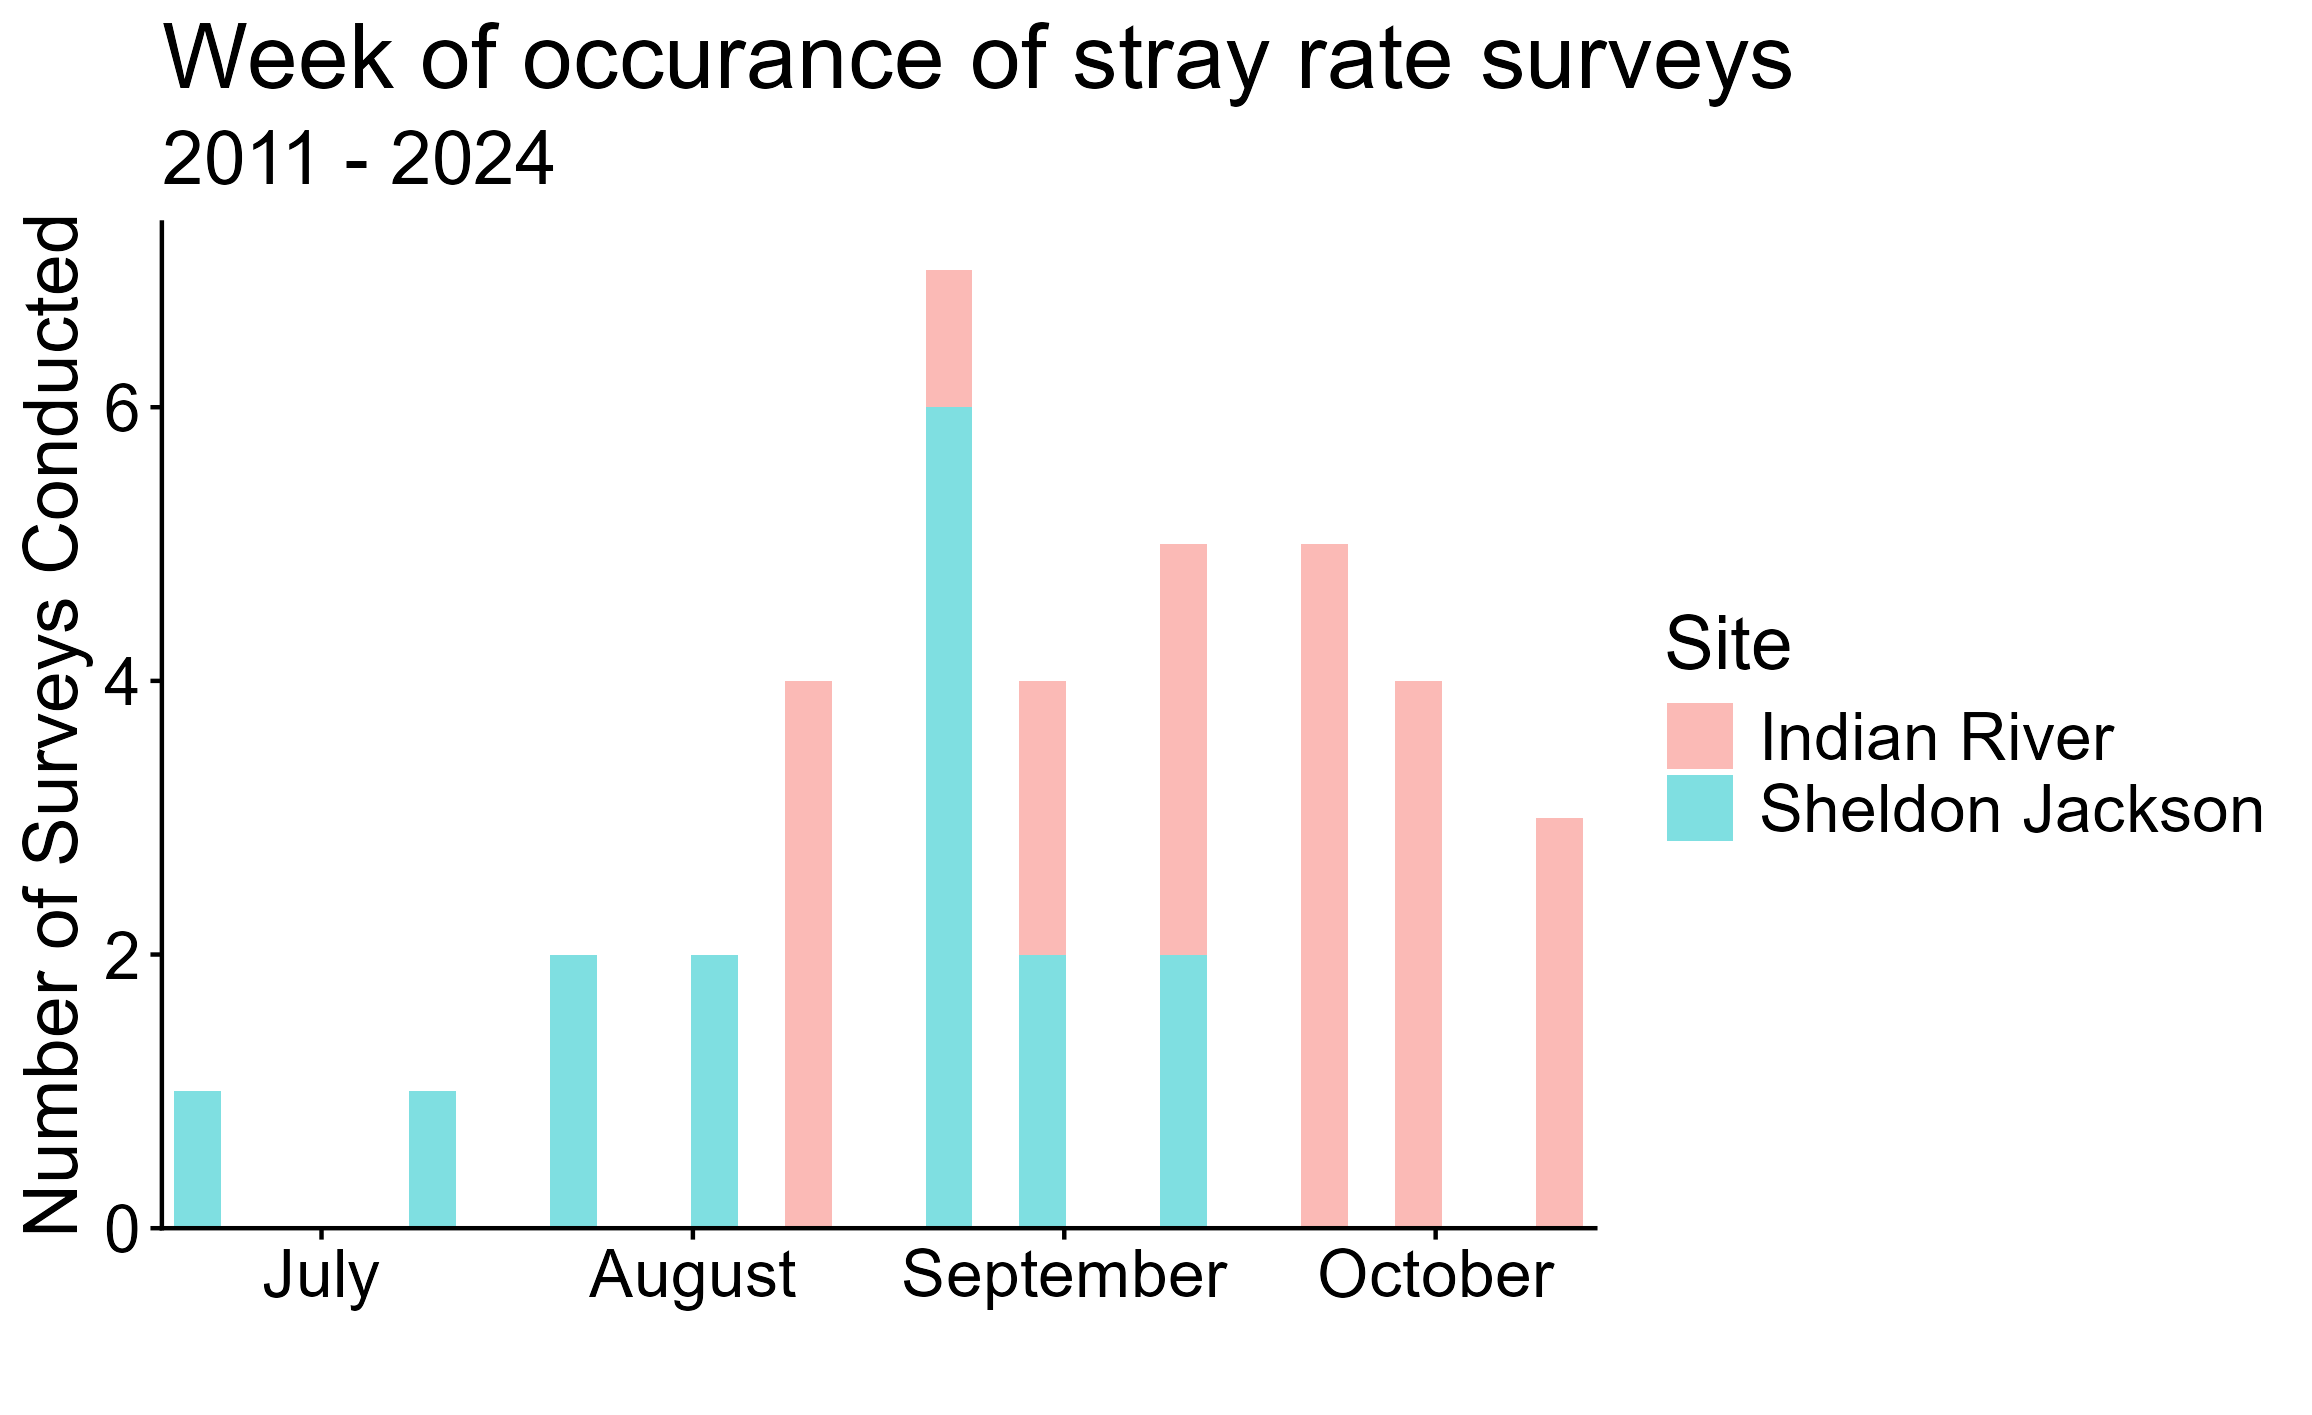 Week of occurance of stray rate surveys
2011 - 2024
Number of Surveys Conducted
6
4
2
0
July August September October
Site
Indian River
Sheldon Jackson